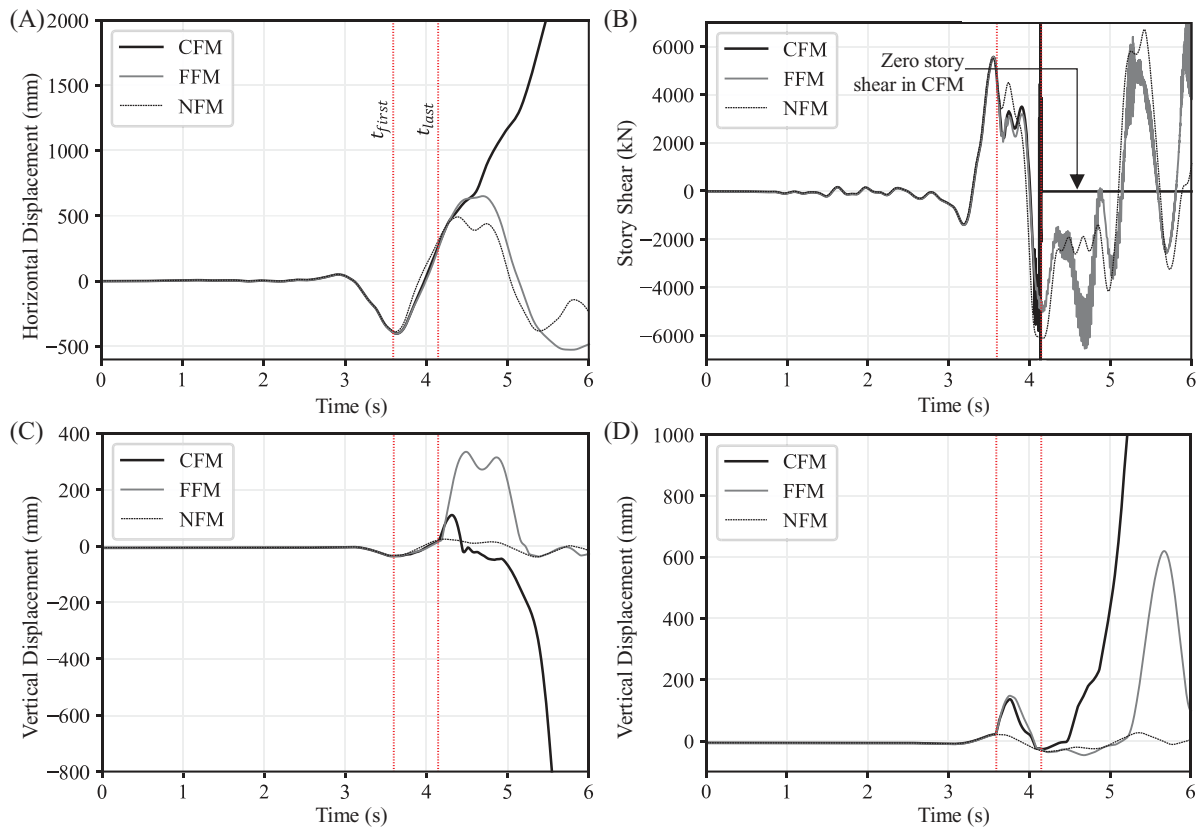 (A)
2000
1500
1000
500
0
−500
Horizontal Displacement (mm)
CFM
FFM
NFM
t_first
t_last
0 1 2 3 4 5 6
Time (s)
(B)
6000
4000
2000
0
−2000
−4000
−6000
Story Shear (kN)
CFM
FFM
NFM
Zero story
shear in CFM
0 1 2 3 4 5 6
Time (s)
(C)
400
200
0
−200
−400
−600
−800
Vertical Displacement (mm)
CFM
FFM
NFM
0 1 2 3 4 5 6
Time (s)
(D)
1000
800
600
400
200
0
Vertical Displacement (mm)
CFM
FFM
NFM
0 1 2 3 4 5 6
Time (s)